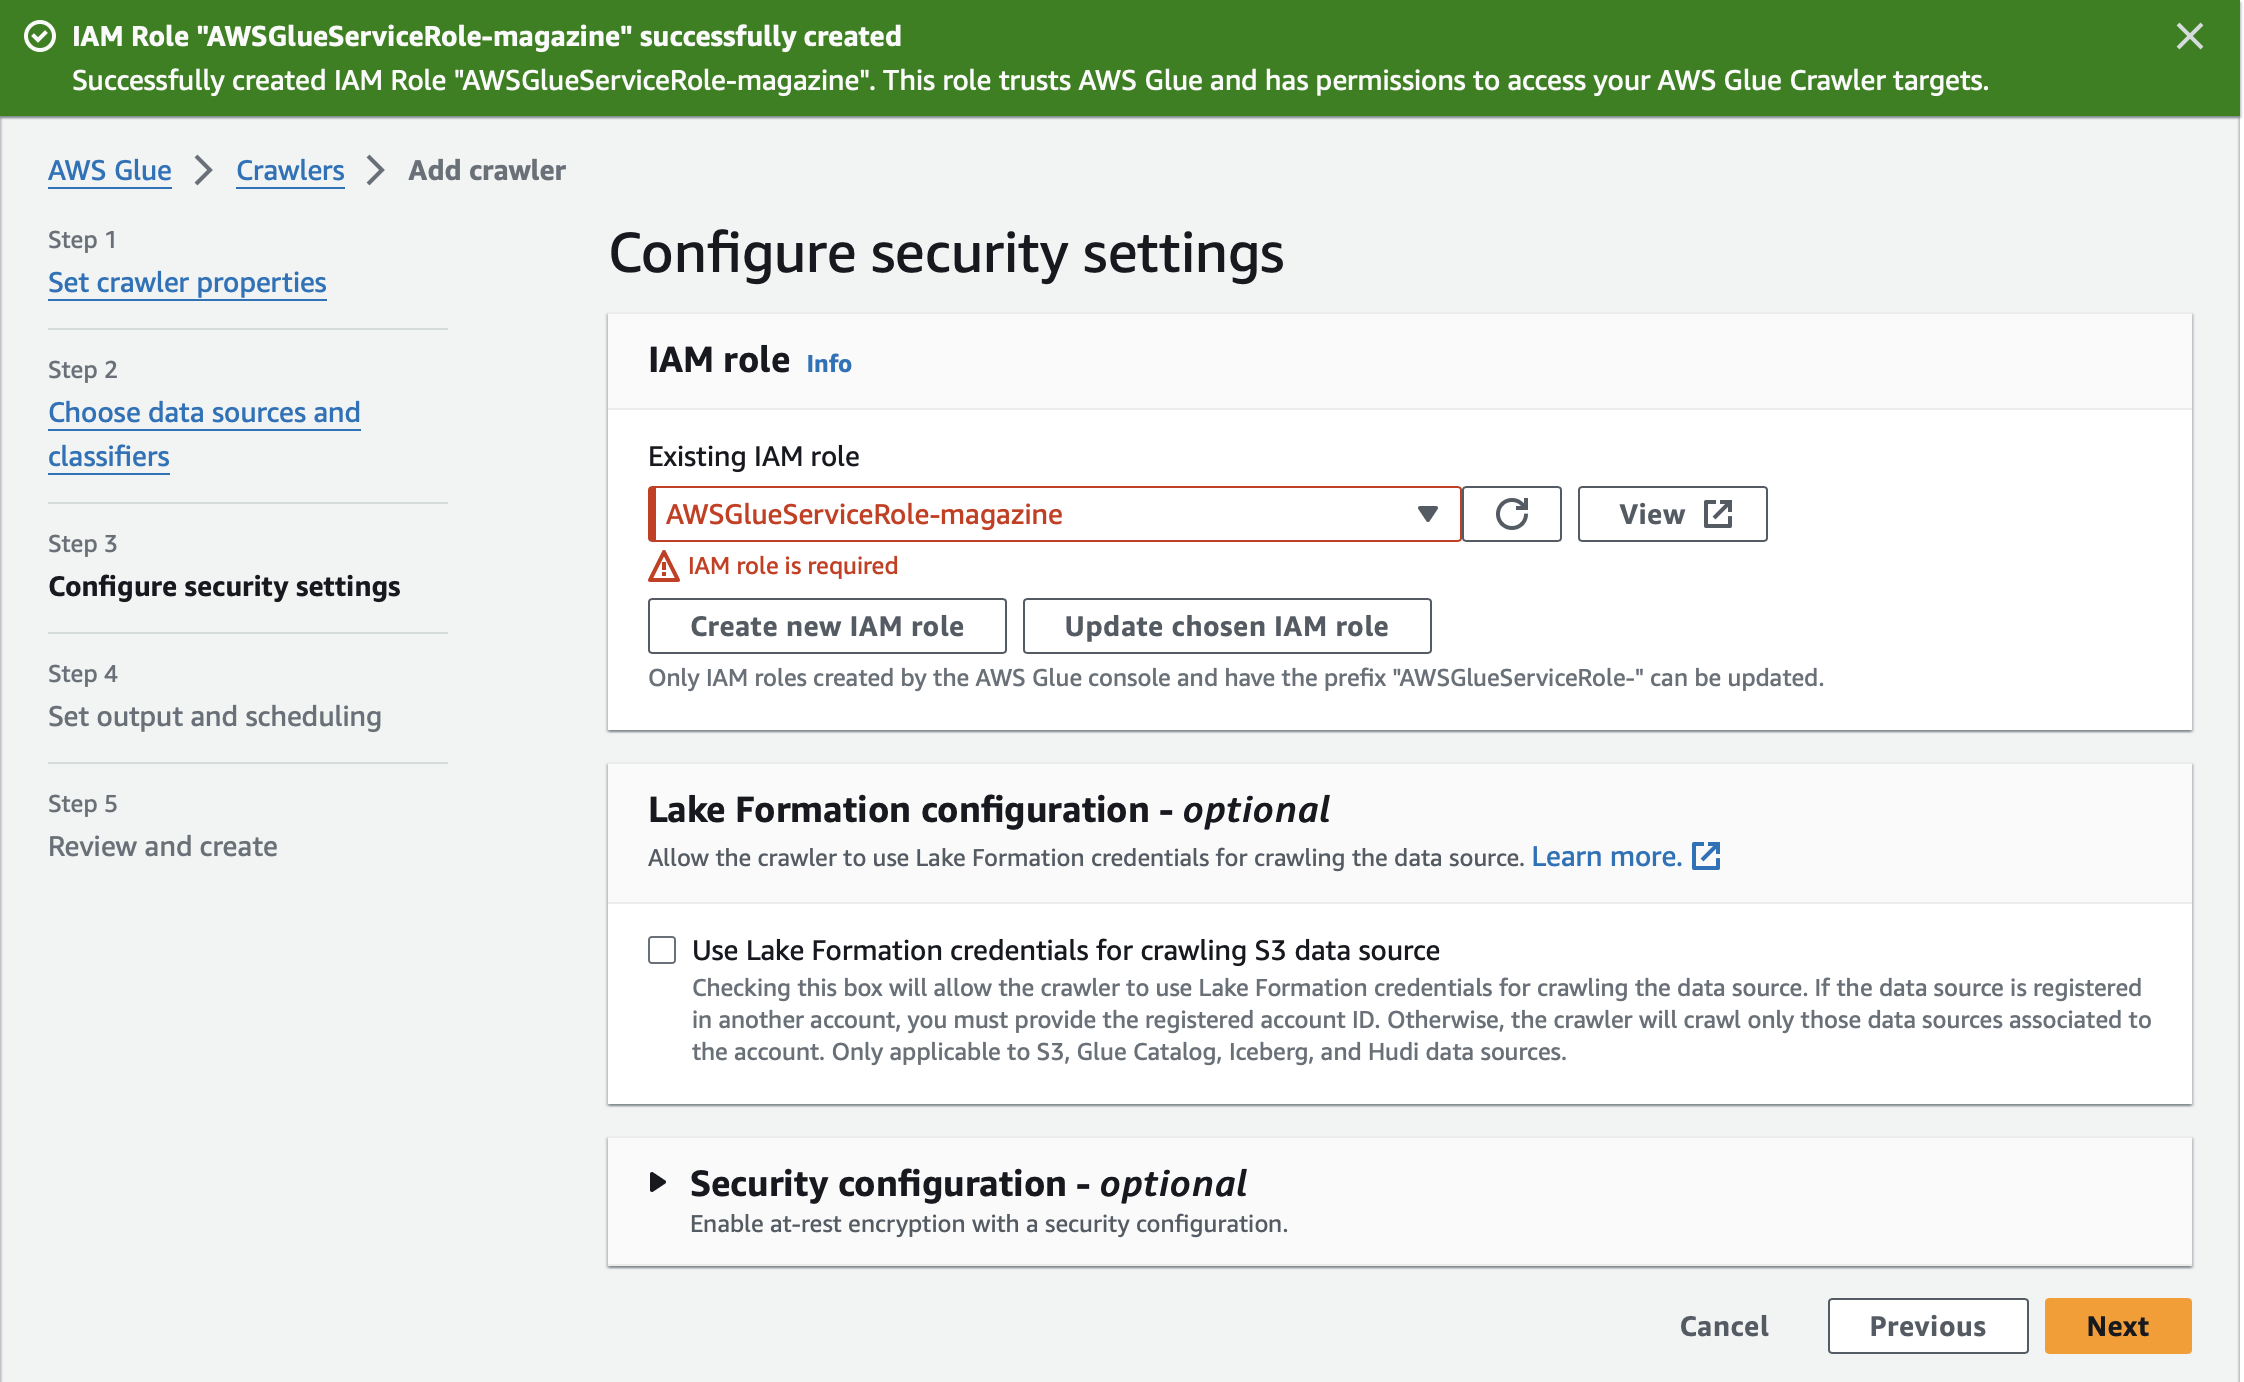 IAM Role "AWSGlueServiceRole-magazine" successfully created
Successfully created IAM Role "AWSGlueServiceRole-magazine". This role trusts AWS Glue and has permissions to access your AWS Glue Crawler targets.
AWS Glue
Crawlers
Add crawler
Step 1
Set crawler properties
Step 2
Choose data sources and
classifiers
Step 3
Configure security settings
Step 4
Set output and scheduling
Step 5
Review and create
Configure security settings
IAM role Info
Existing IAM role
AWSGlueServiceRole-magazine
View
IAM role is required
Create new IAM role
Update chosen IAM role
Only IAM roles created by the AWS Glue console and have the prefix "AWSGlueServiceRole-" can be updated.
Lake Formation configuration - optional
Allow the crawler to use Lake Formation credentials for crawling the data source. Learn more.
Use Lake Formation credentials for crawling S3 data source
Checking this box will allow the crawler to use Lake Formation credentials for crawling the data source. If the data source is registered
in another account, you must provide the registered account ID. Otherwise, the crawler will crawl only those data sources associated to
the account. Only applicable to S3, Glue Catalog, Iceberg, and Hudi data sources.
Security configuration - optional
Enable at-rest encryption with a security configuration.
Cancel
Previous
Next